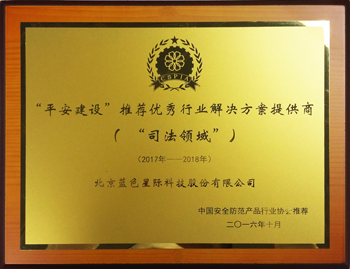 CSPIA
“平安建设”推荐优秀行业解决方案提供商
（“司法领域”）
（2017年——2018年）
北京蓝色星际科技股份有限公司
中国安全防范产品行业协会推荐
二〇一六年十月